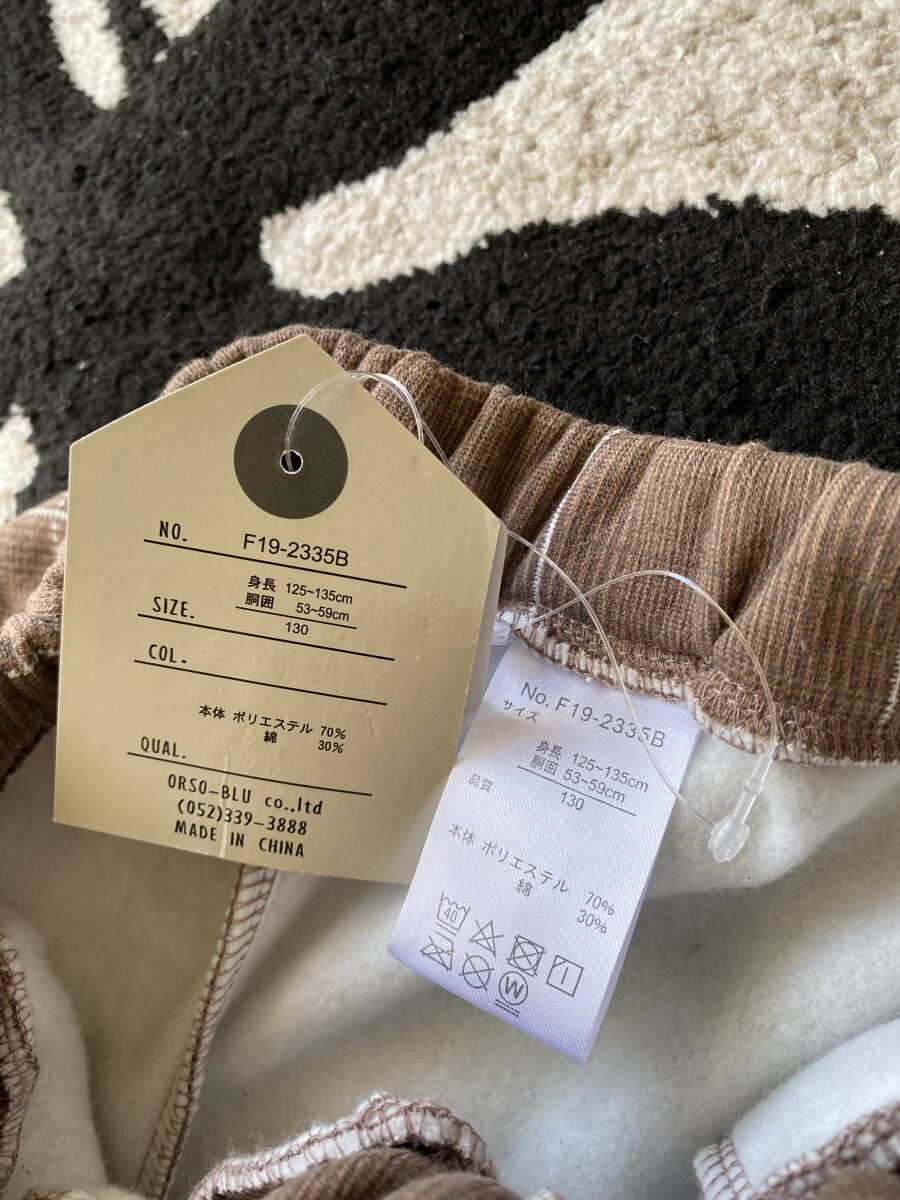 NO. F19-2335B
身長 125~135cm
胴囲 53~59cm
SIZE. 130
COL.
本体 ポリエステル 70%
綿 30%
QUAL.
ORSO-BLU co.,ltd
(052)339-3888
MADE IN CHINA
No. F19-2335B
サイズ
身長 125~135cm
胴囲 53~59cm
品質 130
本体 ポリエステル 70%
綿 30%
40
W